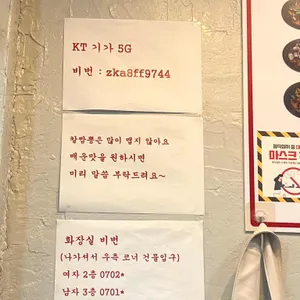 KT 기가 5G
비번 : zka8ff9744
황짬뽕은 많이 맵지 않아요
매운맛을 원하시면
미리 말씀 부탁드려요~
화장실 비번
(나가셔서 우측 코너 건물입구)
여자 2층 0702*
남자 3층 0701*
마스크